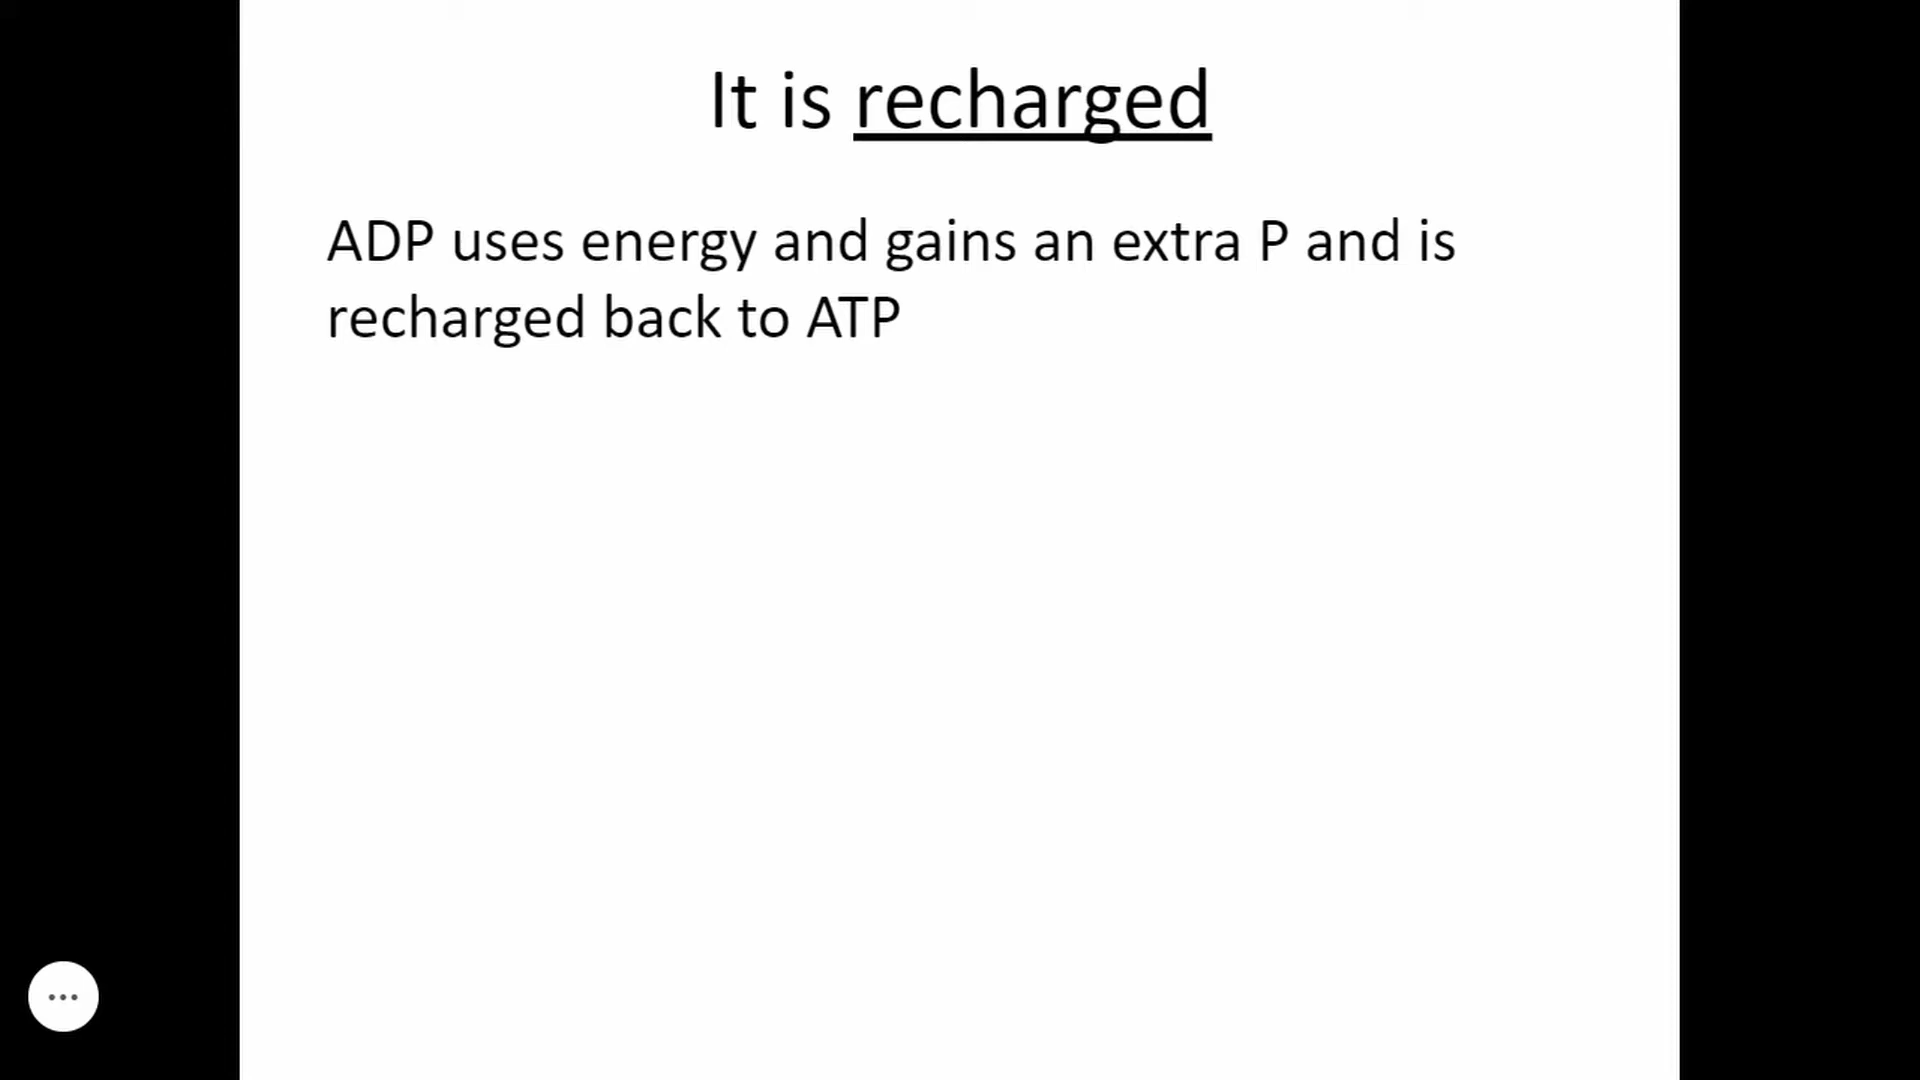 It is recharged
ADP uses energy and gains an extra P and is
recharged back to ATP